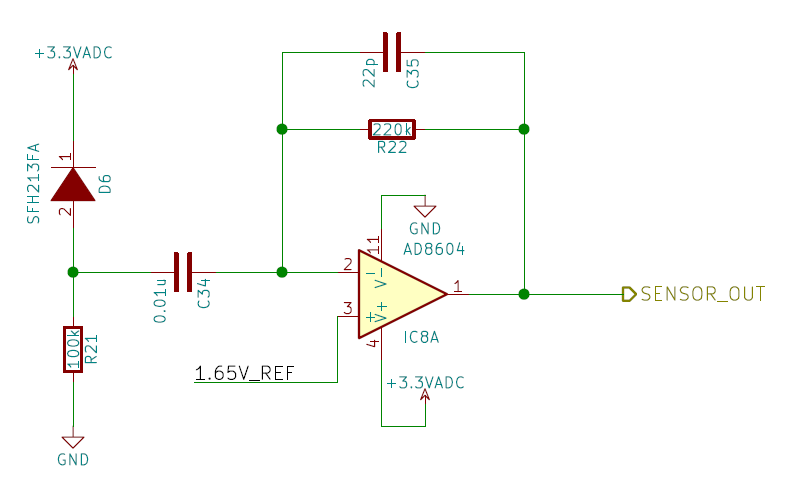 +3.3VADC
22p
C35
220k
R22
SFH213FA
1
D6
2
GND
11
AD8604
0.01u
C34
2
-
V-
1
SENSOR_OUT
3
+
V+
4
IC8A
100k
R21
1.65V_REF
+3.3VADC
GND